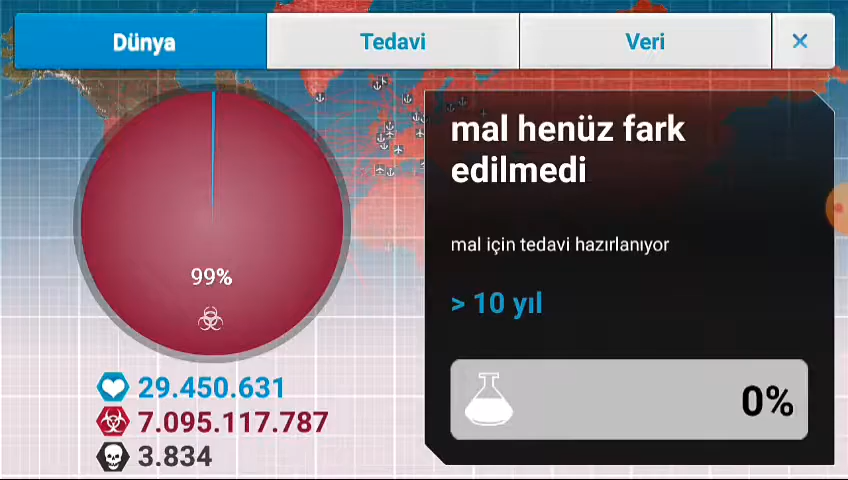 Dünya
Tedavi
Veri
mal henüz fark
edilmedi
mal için tedavi hazırlanıyor
> 10 yıl
0%
99%
29.450.631
7.095.117.787
3.834